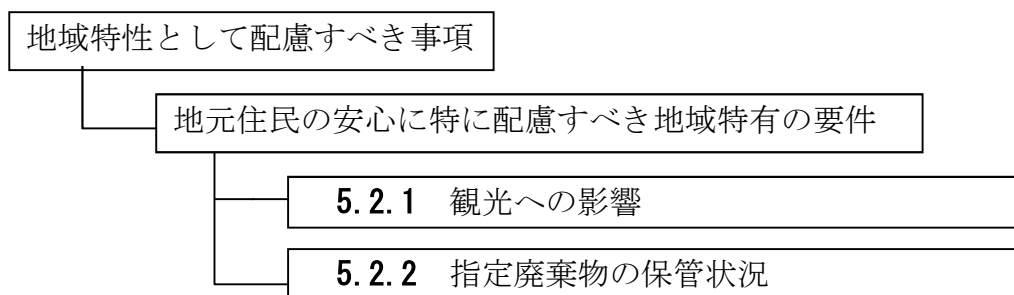 地域特性として配慮すべき事項
地元住民の安心に特に配慮すべき地域特有の要件
5.2.1 観光への影響
5.2.2 指定廃棄物の保管状況